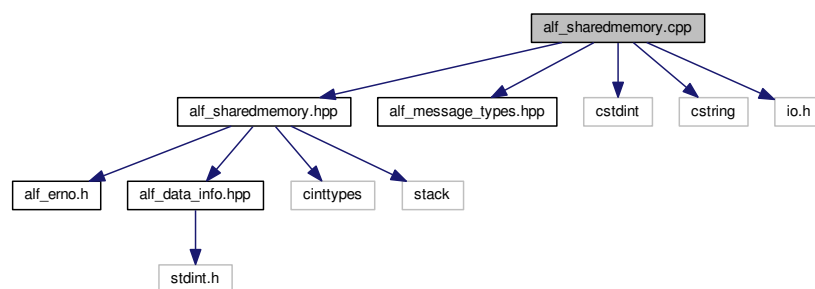 alf_sharedmemory.cpp
alf_sharedmemory.hpp
alf_message_types.hpp
cstdint
cstring
io.h
alf_erno.h
alf_data_info.hpp
cinttypes
stack
stdint.h